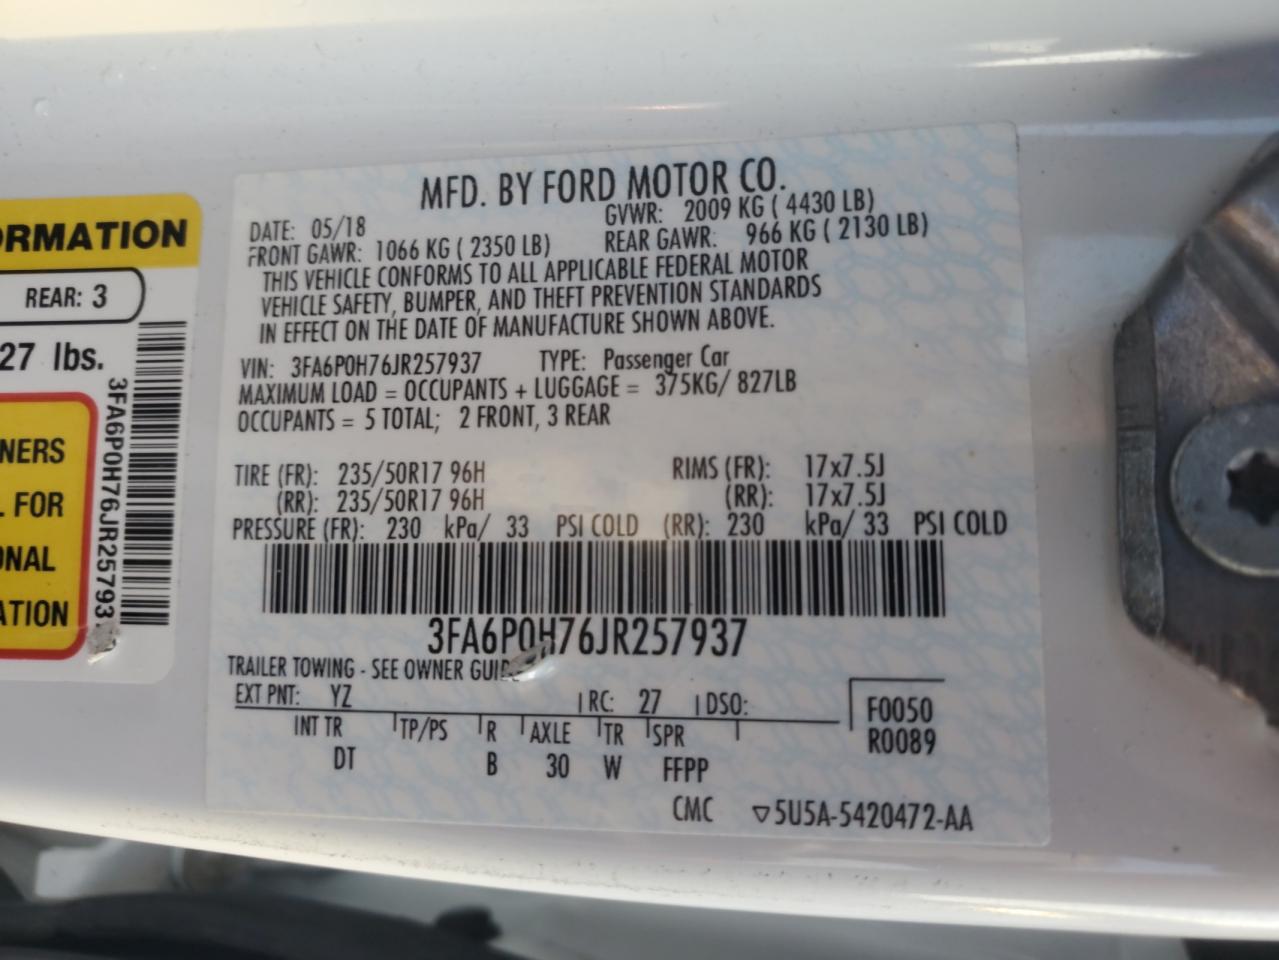 ORMATION
REAR: 3
27 lbs.
NERS
L FOR
ONAL
ATION
3FA6P0H76JR25793
MFD. BY FORD MOTOR CO.
DATE: 05/18 GVWR: 2009 KG ( 4430 LB)
FRONT GAWR: 1066 KG ( 2350 LB) REAR GAWR: 966 KG ( 2130 LB)
THIS VEHICLE CONFORMS TO ALL APPLICABLE FEDERAL MOTOR
VEHICLE SAFETY, BUMPER, AND THEFT PREVENTION STANDARDS
IN EFFECT ON THE DATE OF MANUFACTURE SHOWN ABOVE.
VIN: 3FA6P0H76JR257937 TYPE: Passenger Car
MAXIMUM LOAD = OCCUPANTS + LUGGAGE = 375KG/ 827LB
OCCUPANTS = 5 TOTAL; 2 FRONT, 3 REAR
TIRE (FR): 235/50R17 96H RIMS (FR): 17x7.5J
(RR): 235/50R17 96H (RR): 17x7.5J
PRESSURE (FR): 230 kPa/ 33 PSI COLD (RR): 230 kPa/ 33 PSI COLD
3FA6P0H76JR257937
TRAILER TOWING - SEE OWNER GUIDE
EXT PNT: YZ RC: 27 DSO: F0050
INT TR TP/PS R AXLE TR SPR R0089
DT B 30 W FFPP
CMC ▽5U5A-5420472-AA